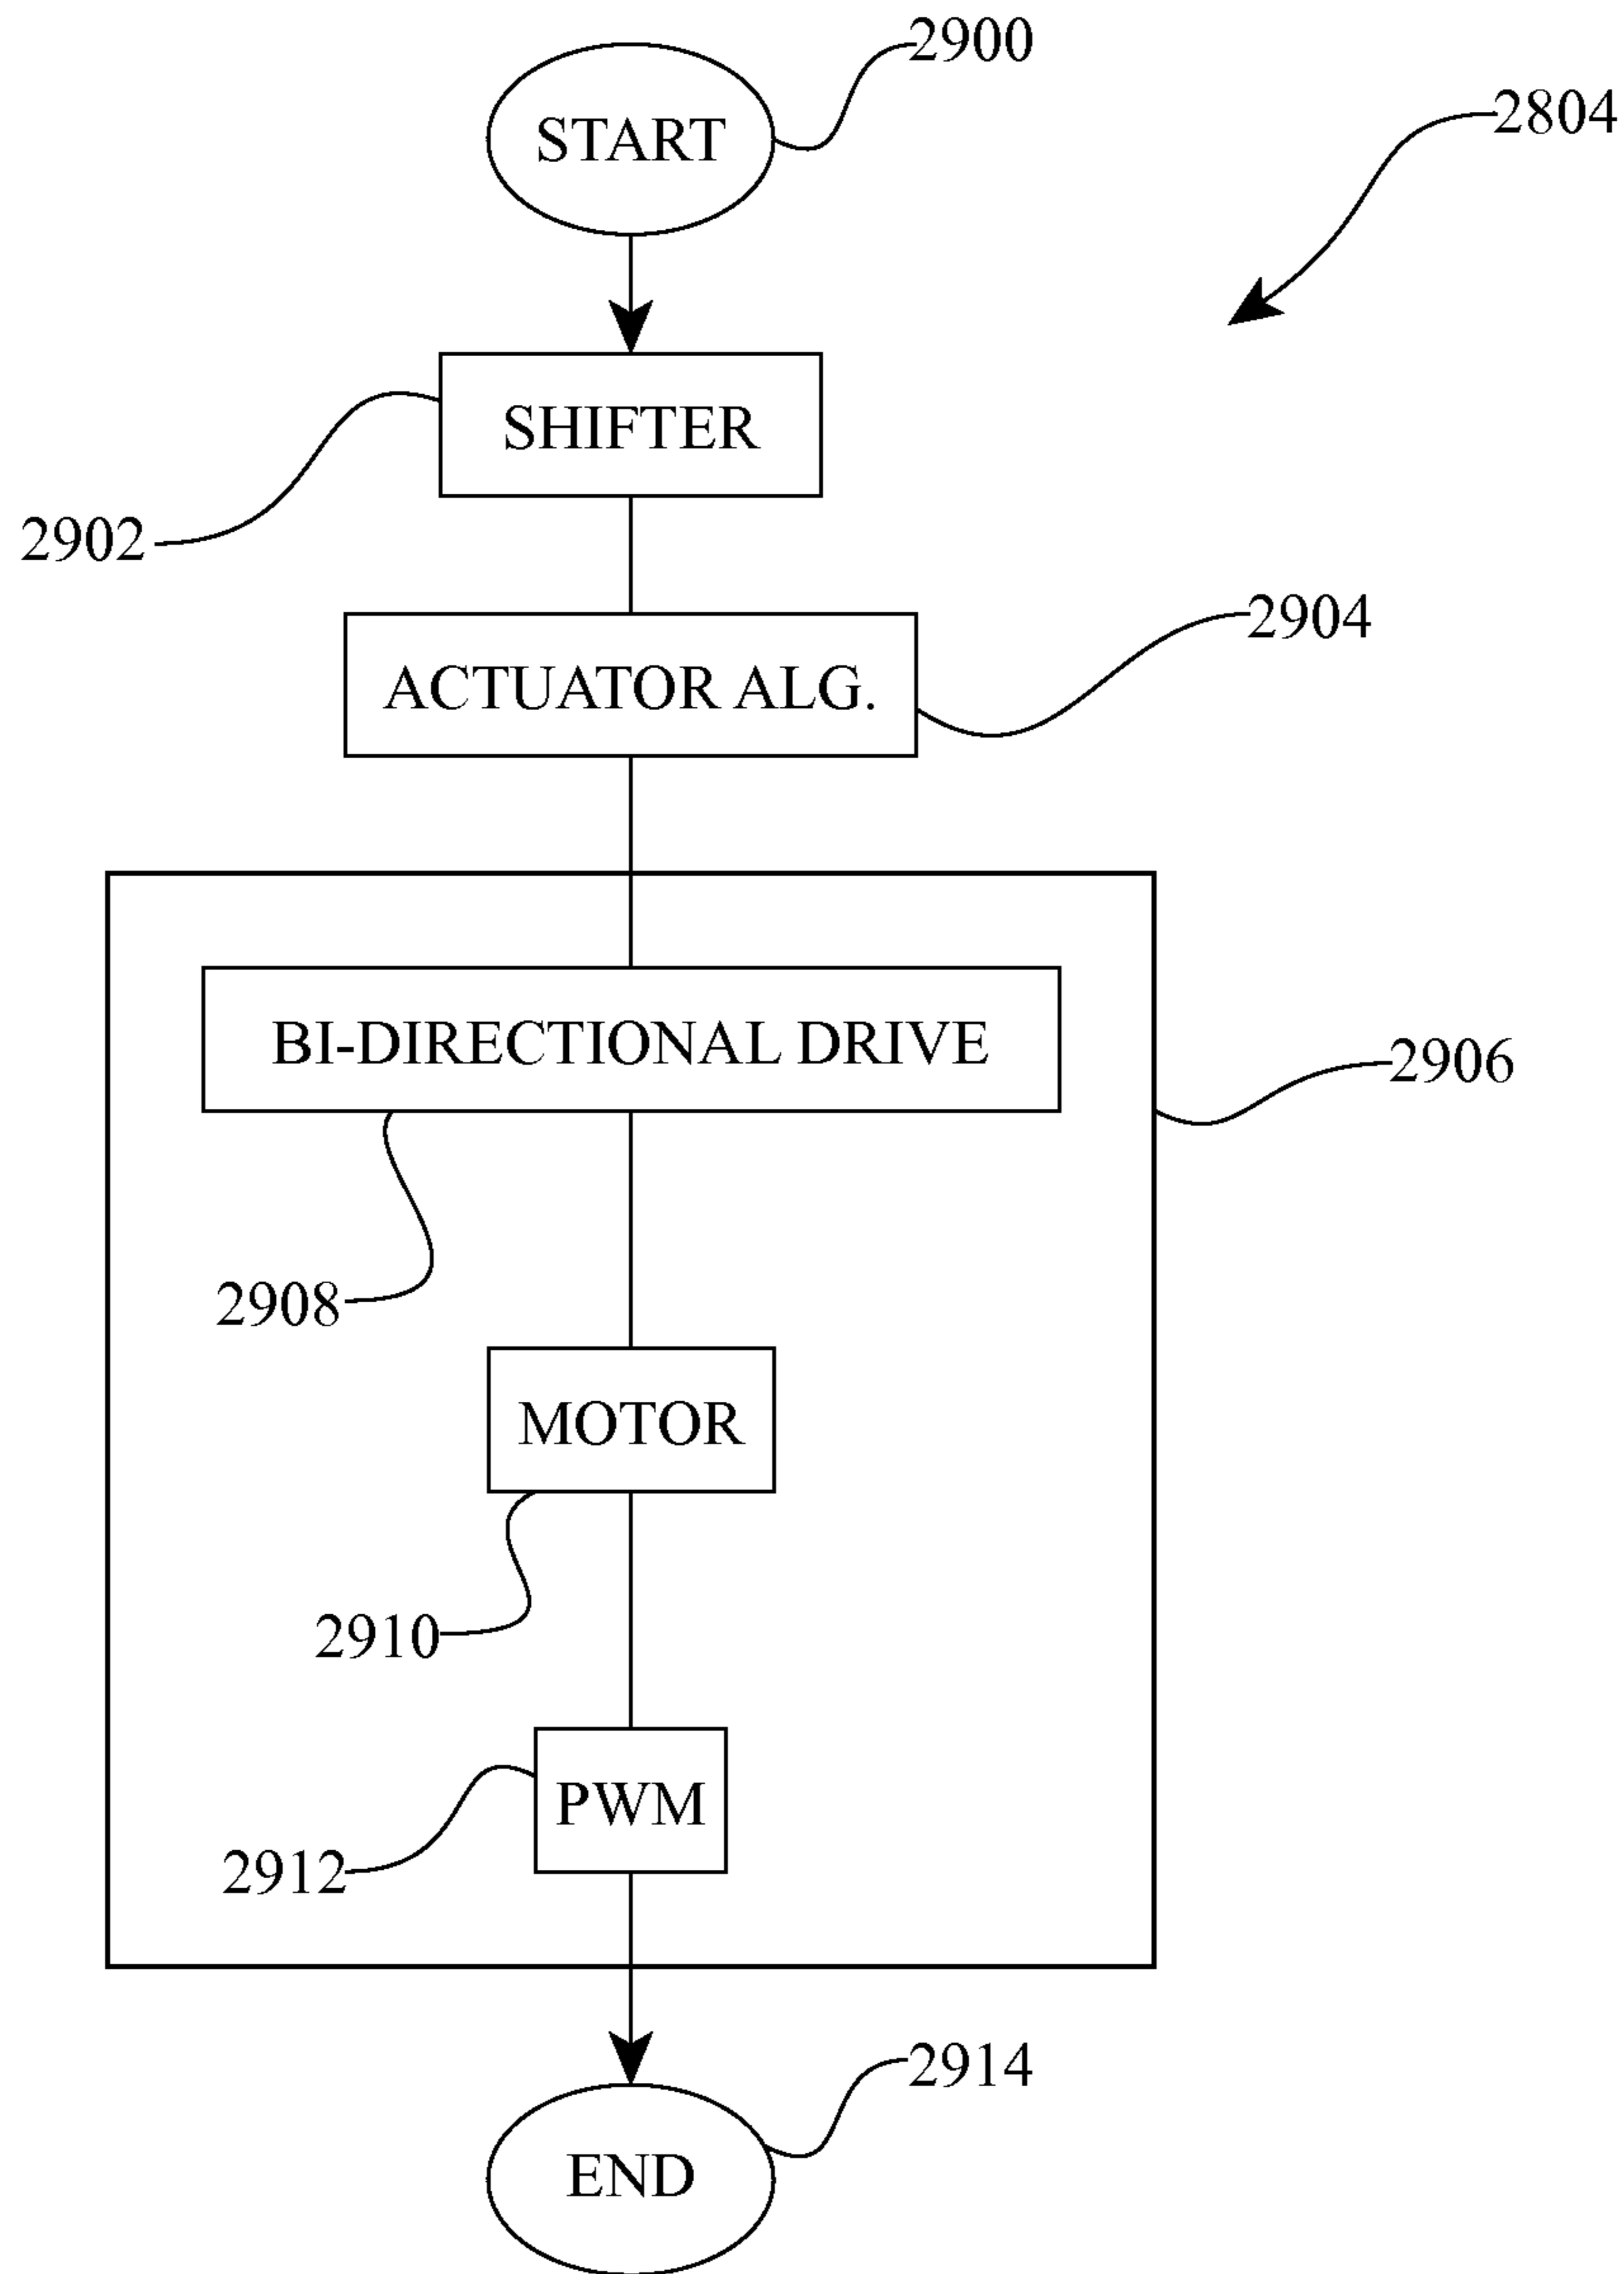 2900
2804
START
SHIFTER
2902
2904
ACTUATOR ALG.
BI-DIRECTIONAL DRIVE
2906
2908
MOTOR
2910
PWM
2912
2914
END